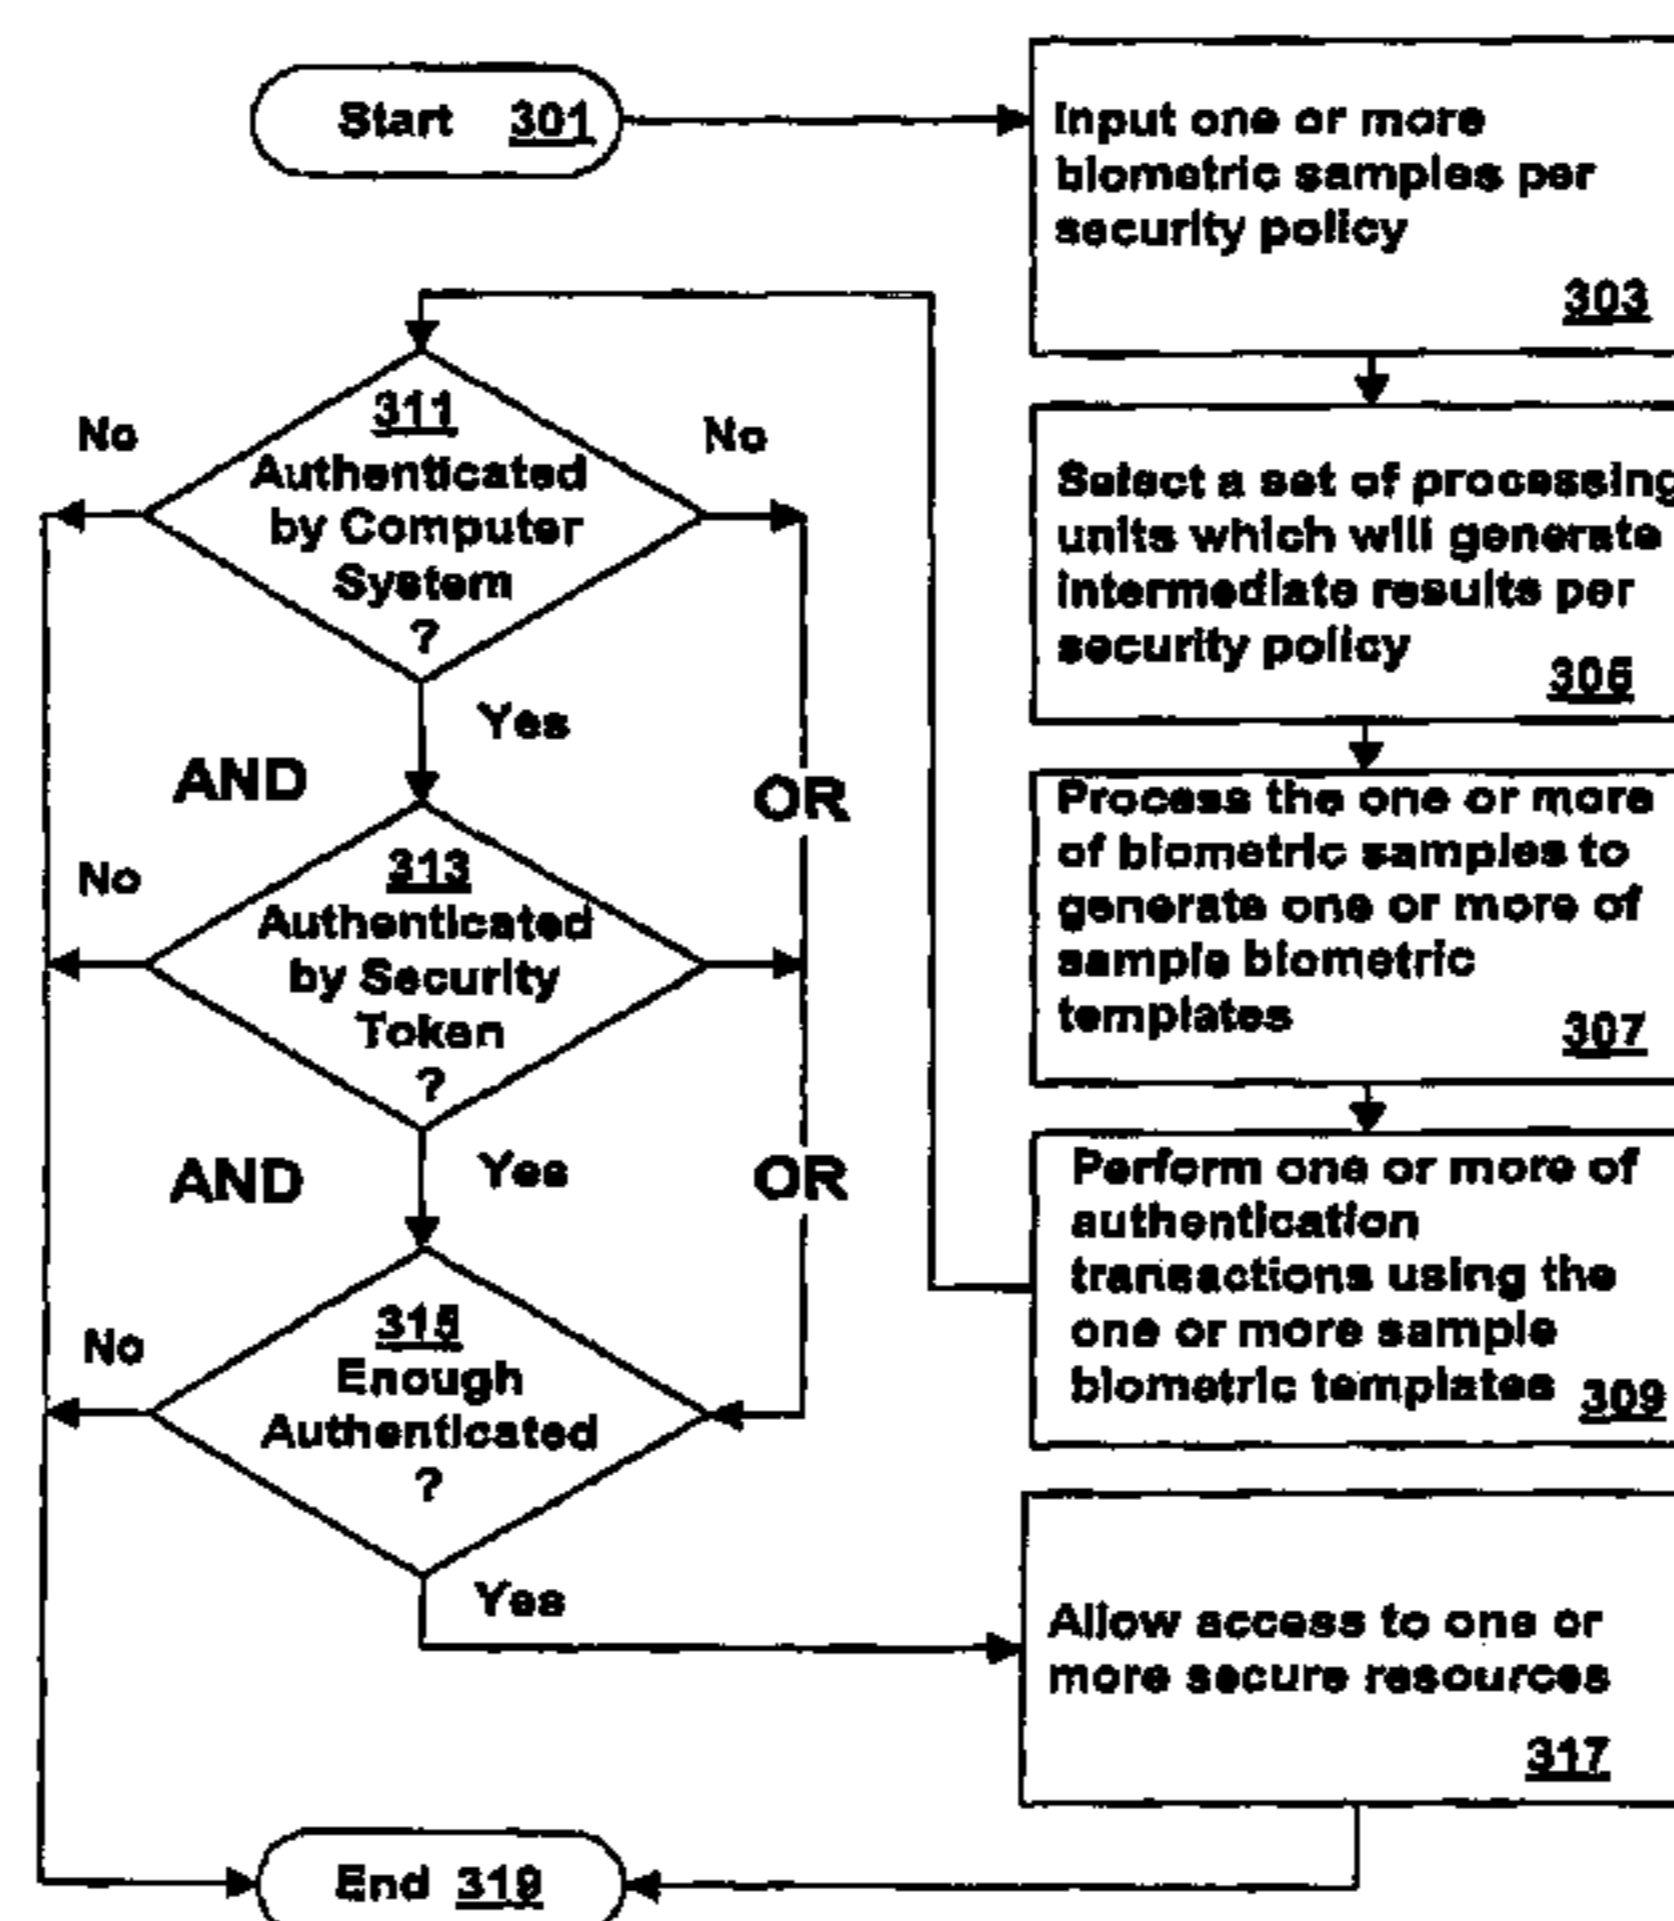 Start 301
Input one or more
biometric samples per
security policy
303
Select a set of processing
units which will generate
intermediate results per
security policy
305
Process the one or more
of biometric samples to
generate one or more of
sample biometric
templates
307
Perform one or more of
authentication
transactions using the
one or more sample
biometric templates
309
311
Authenticated
by Computer
System
?
No
No
Yes
AND
OR
313
Authenticated
by Security
Token
?
No
Yes
AND
OR
315
Enough
Authenticated
?
No
Yes
Allow access to one or
more secure resources
317
End 319